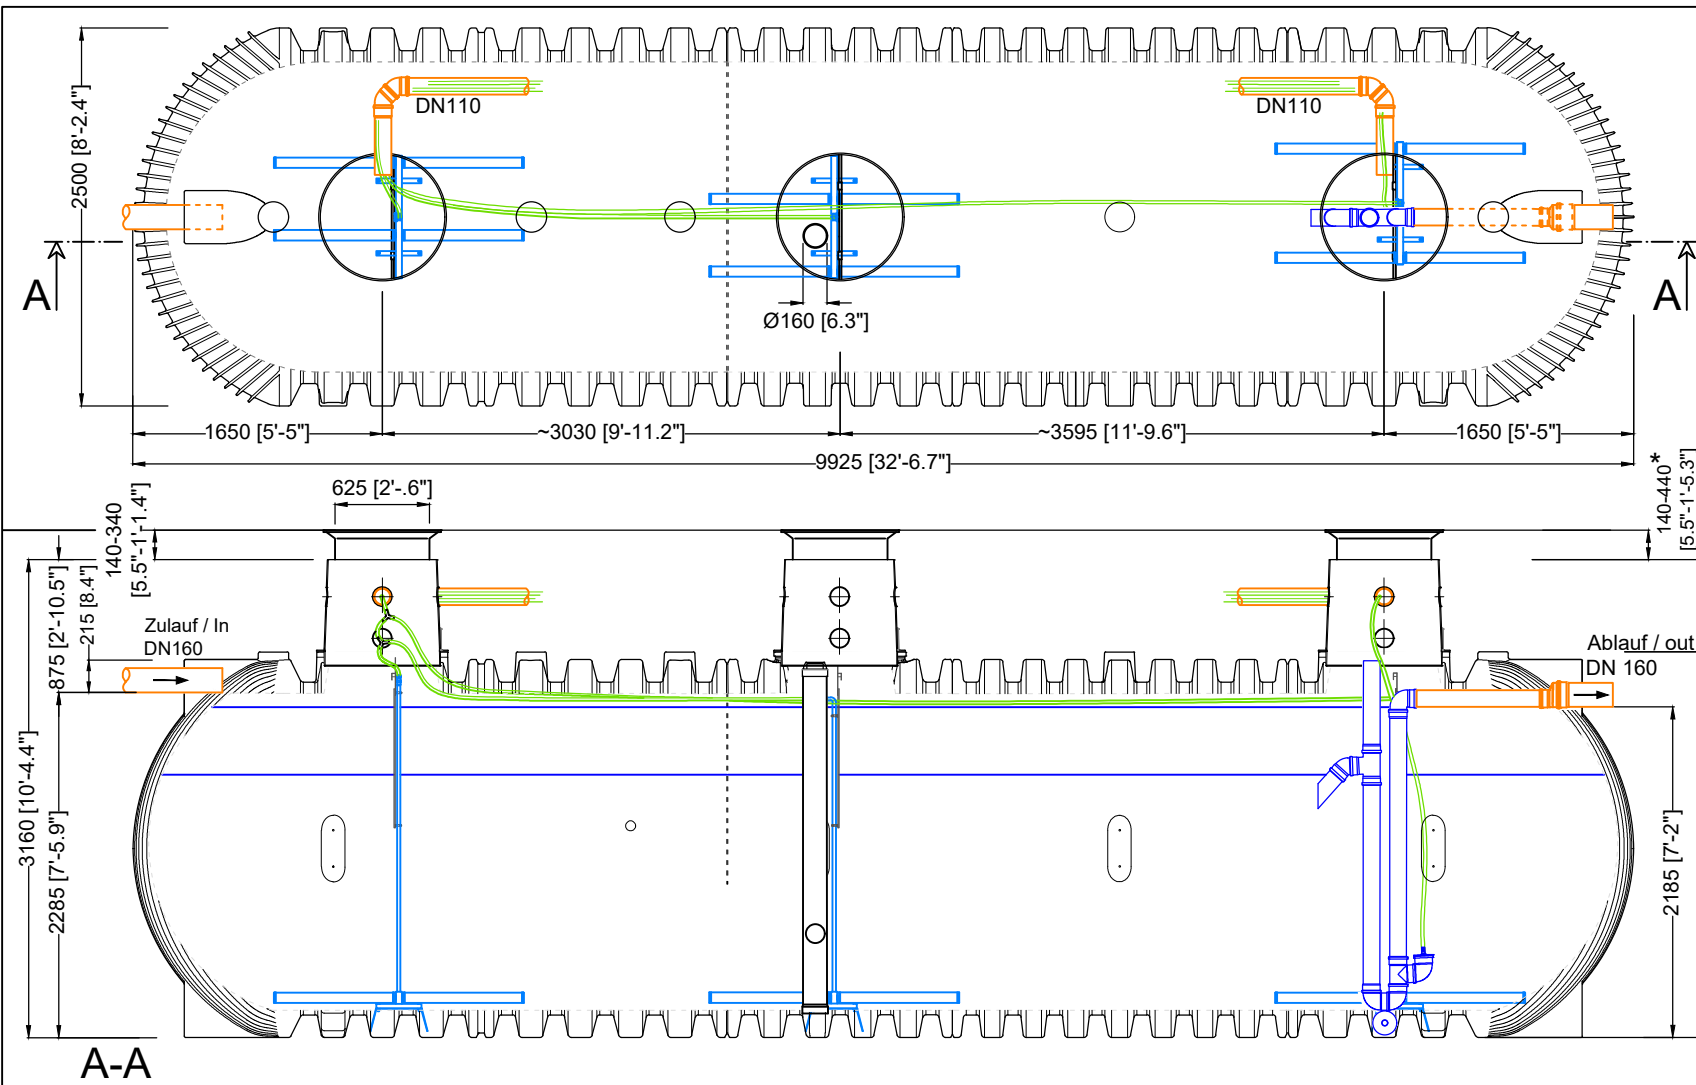 2500 [8'-2.4"]
DN110
DN110
A
A
Ø160 [6.3"]
1650 [5'-5"]
~3030 [9'-11.2"]
~3595 [11'-9.6"]
1650 [5'-5"]
9925 [32'-6.7"]
625 [2'-.6"]
140-340
[5.5"-1'-1.4"]
140-440*
[5.5"-1'-5.3"]
875 [2'-10.5"]
215 [8.4"]
Zulauf / In
DN160
Ablauf / out
DN 160
3160 [10'-4.4"]
2285 [7'-5.9"]
2185 [7'-2"]
A-A